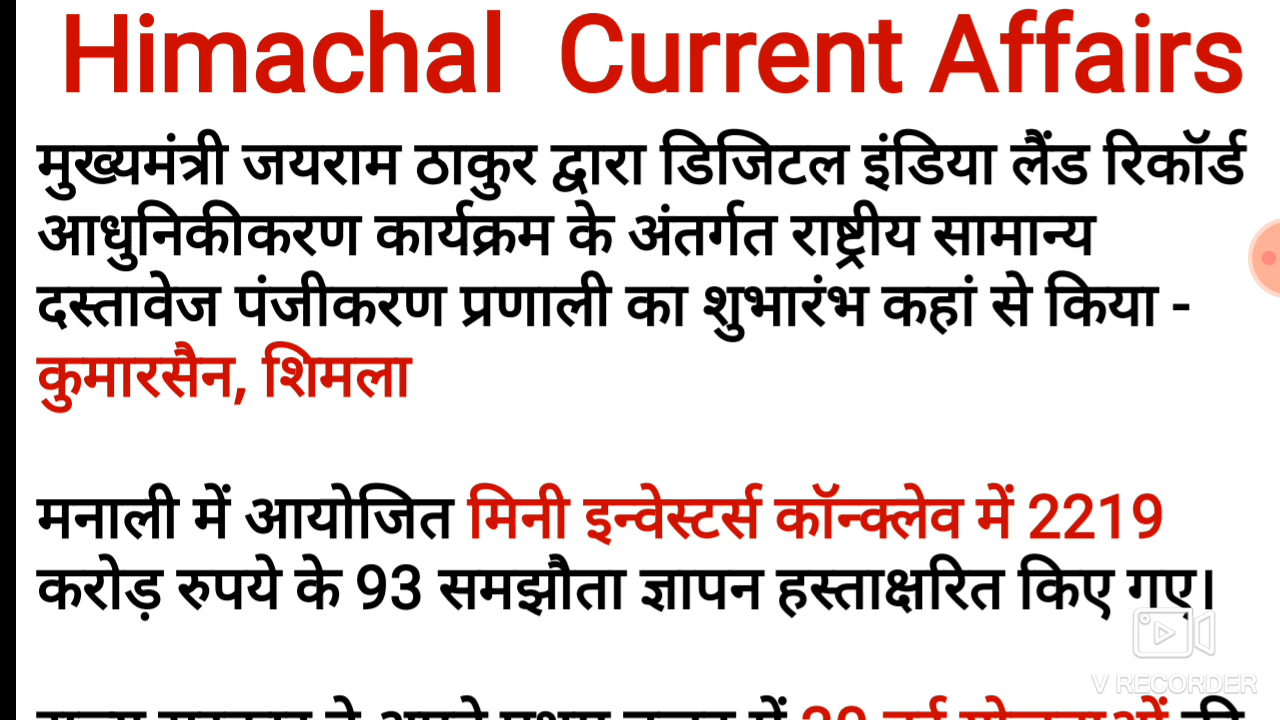 Himachal Current Affairs
मुख्यमंत्री जयराम ठाकुर द्वारा डिजिटल इंडिया लैंड रिकॉर्ड
आधुनिकीकरण कार्यक्रम के अंतर्गत राष्ट्रीय सामान्य
दस्तावेज पंजीकरण प्रणाली का शुभारंभ कहां से किया -
कुमारसैन, शिमला
मनाली में आयोजित मिनी इन्वेस्टर्स कॉन्क्लेव में 2219
करोड़ रुपये के 93 समझौता ज्ञापन हस्ताक्षरित किए गए।
V RECORDER